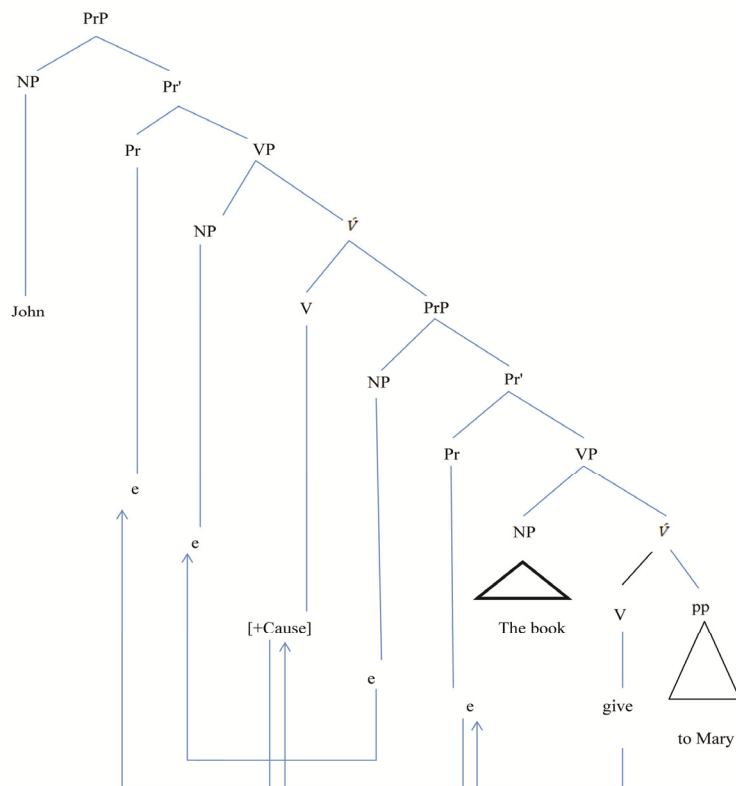 PrP
NP Pr'
Pr VP
NP V́
V PrP
John
NP Pr'
Pr VP
e
NP V́
e
The book V pp
[+Cause]
e e give
to Mary